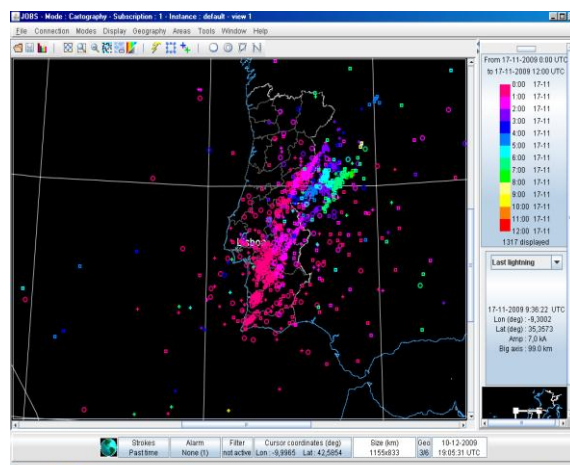 JOBS - Mode : Cartography - Subscription : 1 - Instance : default - view 1
File Connection Modes Display Geography Areas Tools Window Help
From 17-11-2009 0:00 UTC
to 17-11-2009 12:00 UTC
0:00 17-11
1:00 17-11
2:00 17-11
3:00 17-11
4:00 17-11
5:00 17-11
6:00 17-11
7:00 17-11
8:00 17-11
9:00 17-11
10:00 17-11
11:00 17-11
12:00 17-11
1317 displayed
Lisboa
Last lightning
17-11-2009 9:36:22 UTC
Lon (deg) : -9,3002
Lat (deg) : 35,3573
Amp : 7,0 kA
Big axis : 99.0 km
Strokes
Past time
Alarm
None (1)
Filter
not active
Cursor coordinates (deg)
Lon : -9,9965 Lat : 42,5854
Size (km)
1155x833
Geo
3/6
10-12-2009
19:05:31 UTC